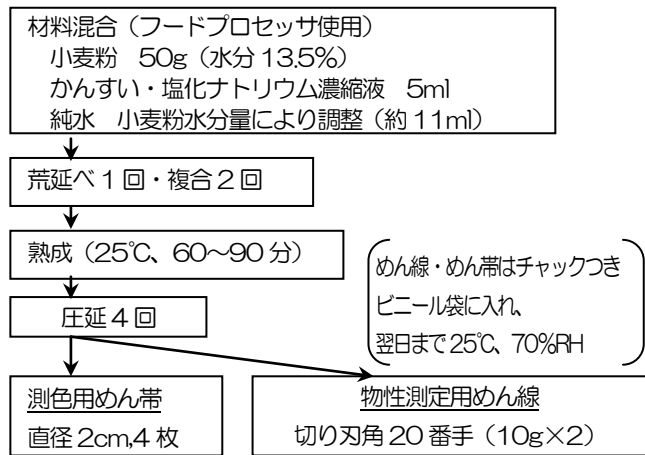 材料混合（フードプロセッサ使用）
小麦粉　50g（水分13.5%）
かんすい・塩化ナトリウム濃縮液　5ml
純水　小麦粉水分量により調整（約11ml）
荒延べ1回・複合2回
熟成（25℃、60～90分）
めん線・めん帯はチャックつき
ビニール袋に入れ、
翌日まで25℃、70%RH
圧延4回
測色用めん帯
直径2cm,4枚
物性測定用めん線
切り刃角20番手（10g×2）